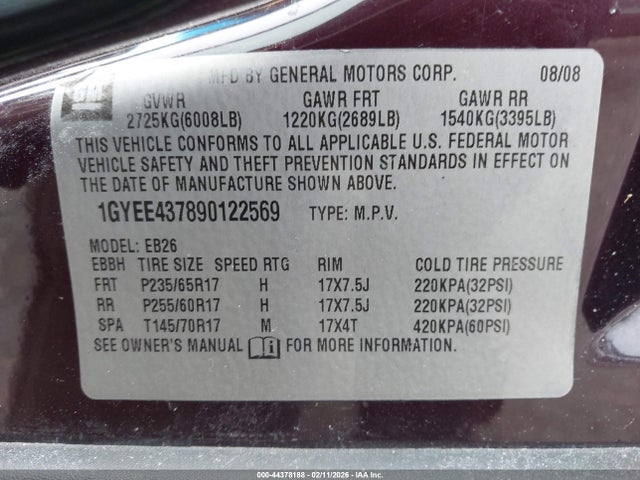 GM
MFD BY GENERAL MOTORS CORP. 08/08
GVWR GAWR FRT GAWR RR
2725KG(6008LB) 1220KG(2689LB) 1540KG(3395LB)
THIS VEHICLE CONFORMS TO ALL APPLICABLE U.S. FEDERAL MOTOR
VEHICLE SAFETY AND THEFT PREVENTION STANDARDS IN EFFECT ON
THE DATE OF MANUFACTURE SHOWN ABOVE.
1GYEE437890122569 TYPE: M.P.V.
MODEL: EB26
EBBH TIRE SIZE SPEED RTG RIM COLD TIRE PRESSURE
FRT P235/65R17 H 17X7.5J 220KPA(32PSI)
RR P255/60R17 H 17X7.5J 220KPA(32PSI)
SPA T145/70R17 M 17X4T 420KPA(60PSI)
SEE OWNER'S MANUAL i FOR MORE INFORMATION.
000-44378188 - 02/11/2026 - IAA Inc.